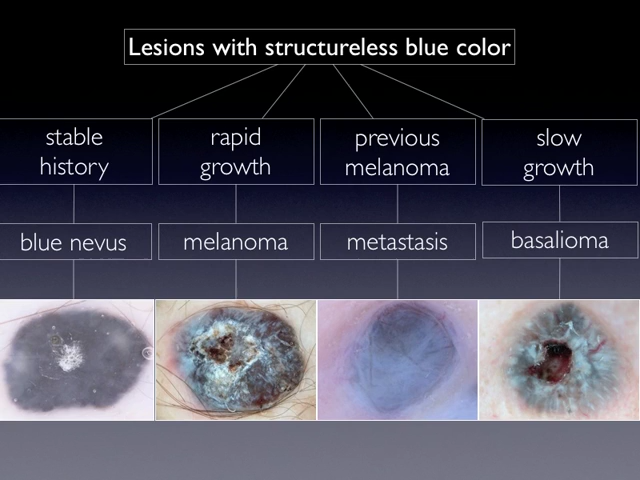 Lesions with structureless blue color
stable
history
rapid
growth
previous
melanoma
slow
growth
blue nevus
melanoma
metastasis
basalioma